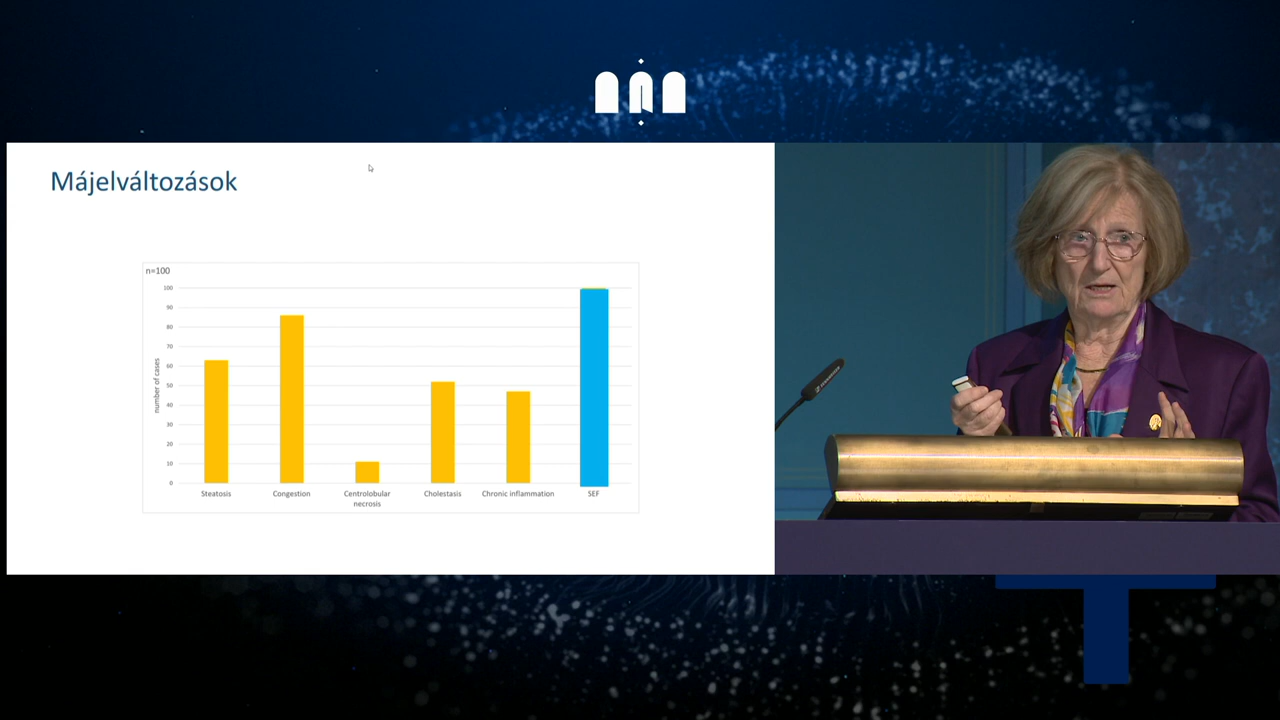 Májelváltozások
n=100
100
90
80
70
60
50
40
30
20
10
0
number of cases
Steatosis
Congestion
Centrolobular
necrosis
Cholestasis
Chronic inflammation
SEF